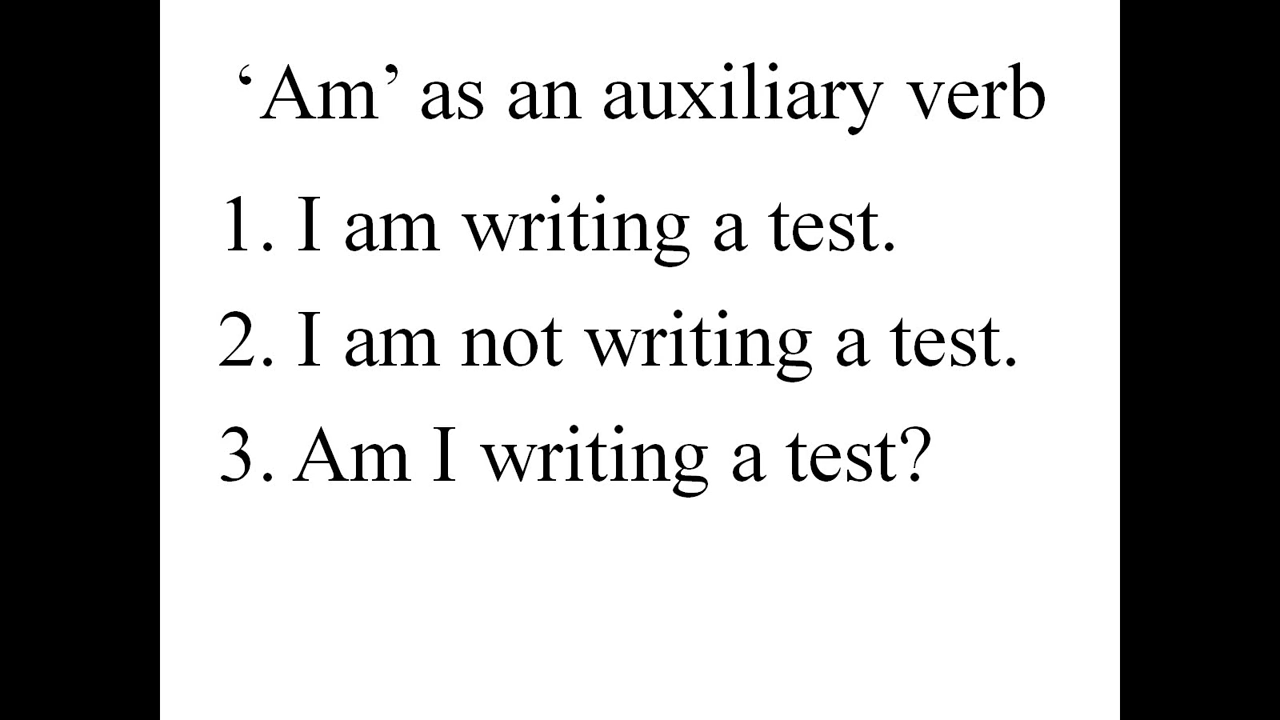 ‘Am’ as an auxiliary verb
1. I am writing a test.
2. I am not writing a test.
3. Am I writing a test?